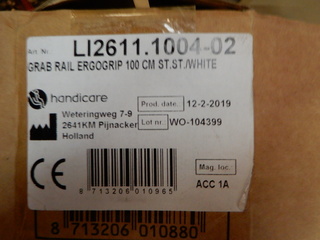 Art. No. LI2611.1004-02
GRAB RAIL ERGOGRIP 100 CM ST.ST./WHITE
handicare
Prod. date. 12-2-2019
Weteringweg 7-9
2641KM Pijnacker
Holland
Lot nr. WO-104399
CE
8 713206 010965
Mag. loc.
ACC 1A
8 713206 010880